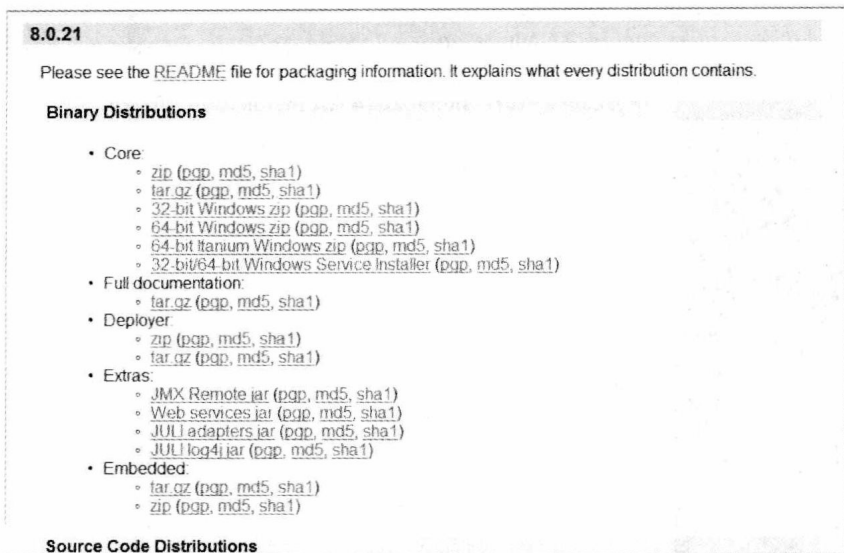 8.0.21
Please see the README file for packaging information. It explains what every distribution contains.
Binary Distributions
• Core:
◦ zip (pgp, md5, sha1)
◦ tar.gz (pgp, md5, sha1)
◦ 32-bit Windows zip (pgp, md5, sha1)
◦ 64-bit Windows zip (pgp, md5, sha1)
◦ 64-bit Itanium Windows zip (pgp, md5, sha1)
◦ 32-bit/64-bit Windows Service Installer (pgp, md5, sha1)
• Full documentation:
◦ tar.gz (pgp, md5, sha1)
• Deployer:
◦ zip (pgp, md5, sha1)
◦ tar.gz (pgp, md5, sha1)
• Extras:
◦ JMX Remote jar (pgp, md5, sha1)
◦ Web services jar (pgp, md5, sha1)
◦ JULI adapters jar (pgp, md5, sha1)
◦ JULI log4j jar (pgp, md5, sha1)
• Embedded:
◦ tar.gz (pgp, md5, sha1)
◦ zip (pgp, md5, sha1)
Source Code Distributions